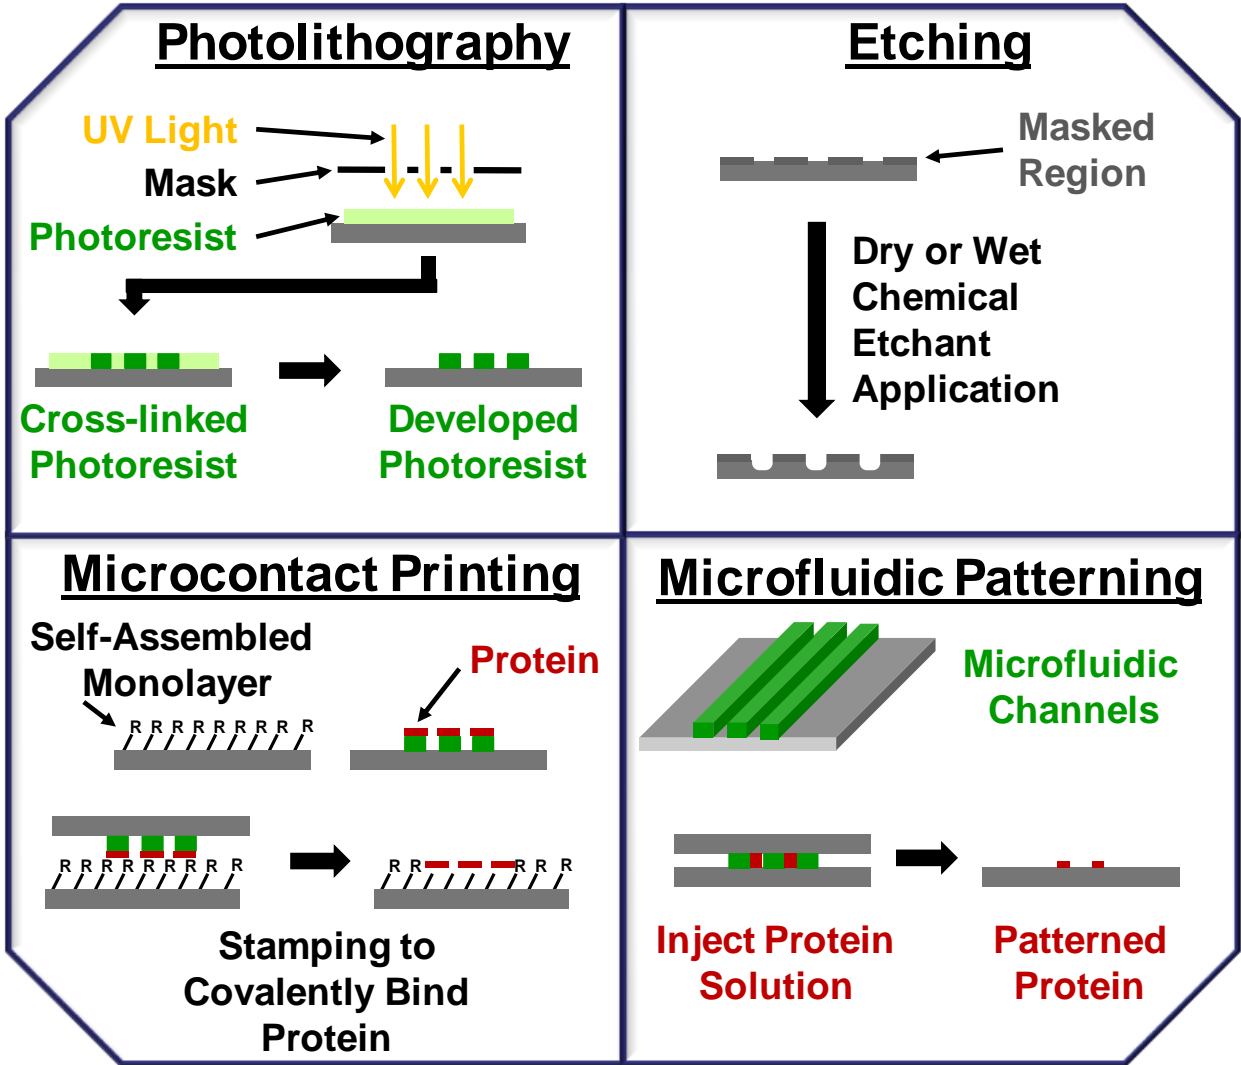 Photolithography
UV Light
Mask
Photoresist
Cross-linked
Photoresist
Developed
Photoresist
Etching
Masked
Region
Dry or Wet
Chemical
Etchant
Application
Microcontact Printing
Self-Assembled
Monolayer
Protein
R R R R R R R R R
R R R R R R R R R
R R R R R
Stamping to
Covalently Bind
Protein
Microfluidic Patterning
Microfluidic
Channels
Inject Protein
Solution
Patterned
Protein